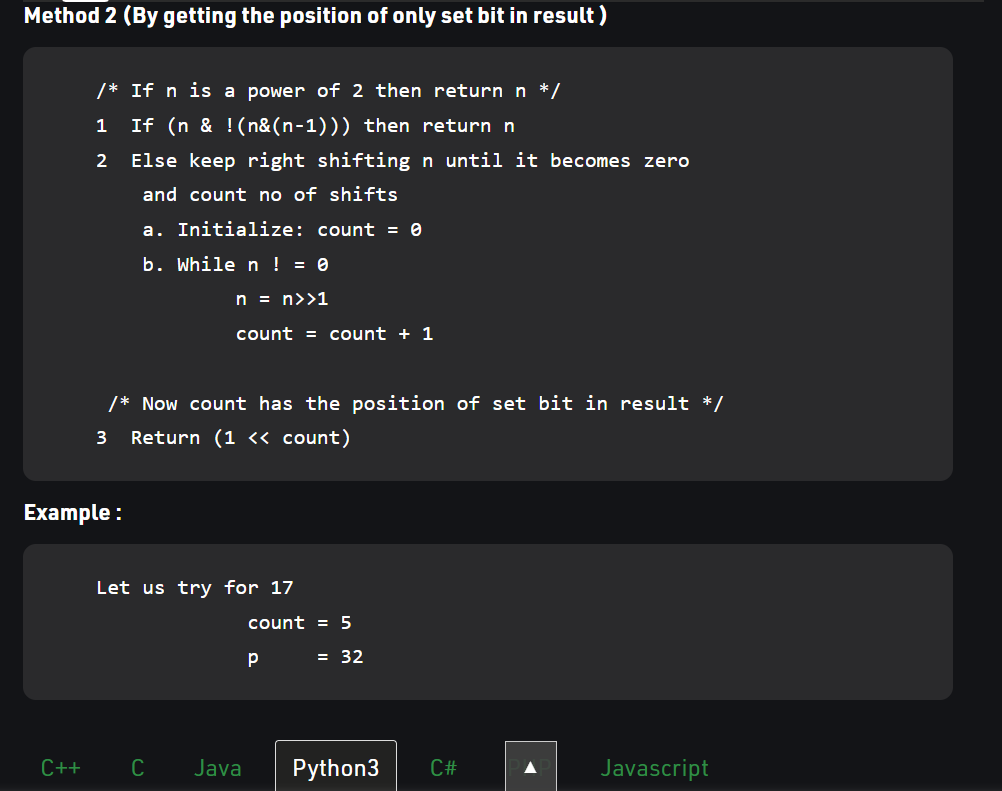 Method 2 (By getting the position of only set bit in result )
/* If n is a power of 2 then return n */
1  If (n & !(n&(n-1))) then return n
2  Else keep right shifting n until it becomes zero
and count no of shifts
a. Initialize: count = 0
b. While n ! = 0
n = n>>1
count = count + 1
/* Now count has the position of set bit in result */
3  Return (1 << count)
Example :
Let us try for 17
count = 5
p     = 32
C++ C Java Python3 C# PHP Javascript